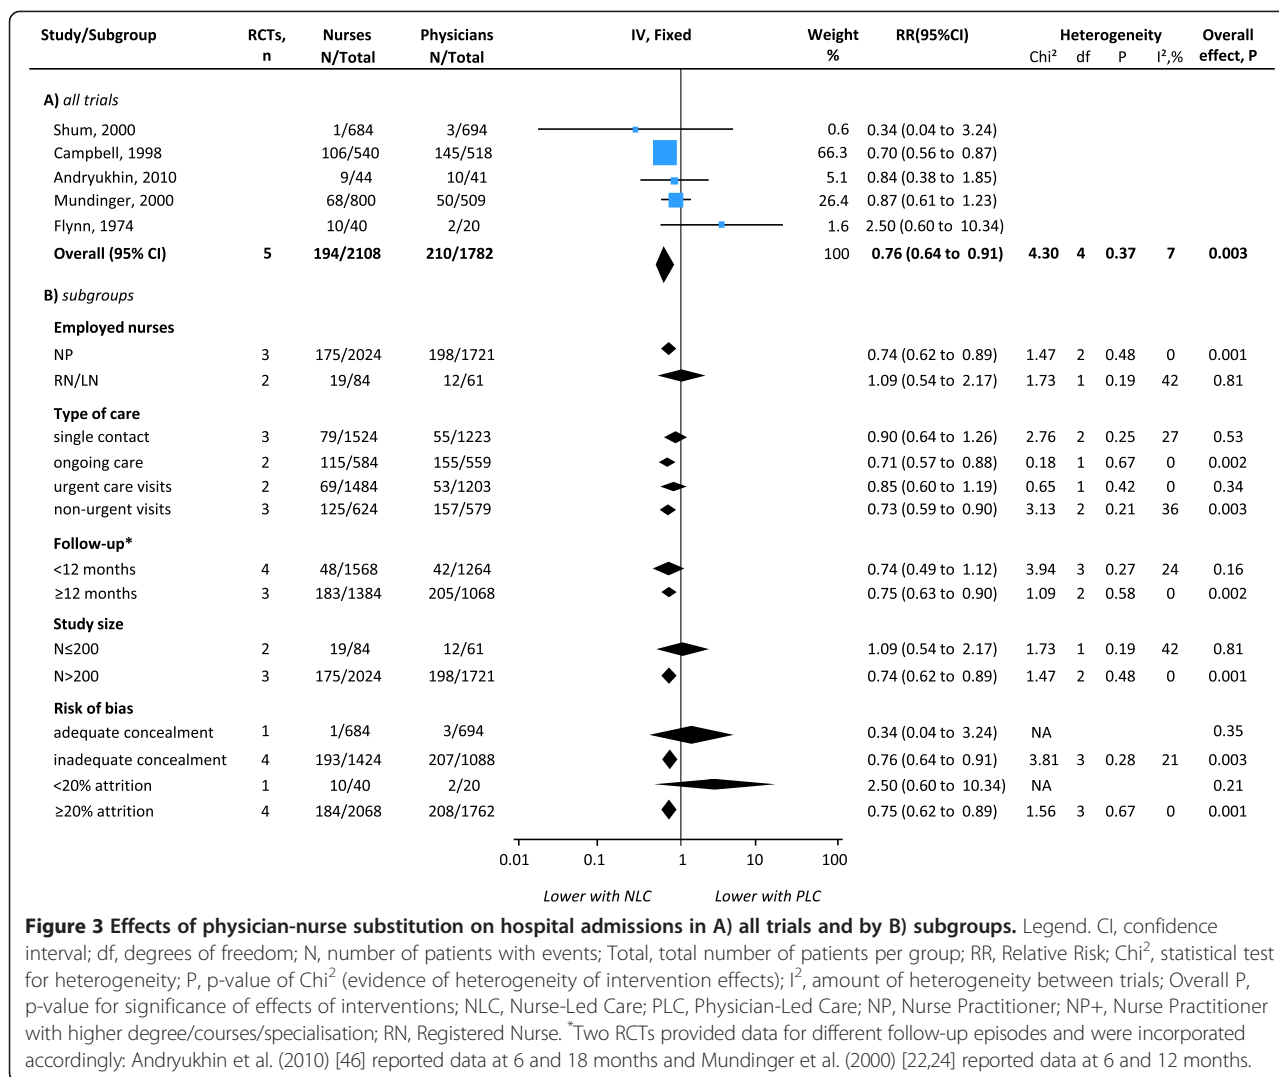 Study/Subgroup RCTs, n Nurses N/Total Physicians N/Total IV, Fixed Weight % RR(95%CI) Heterogeneity Chi² df P I²,% Overall effect, P
A) all trials
Shum, 2000 1/684 3/694 0.6 0.34 (0.04 to 3.24)
Campbell, 1998 106/540 145/518 66.3 0.70 (0.56 to 0.87)
Andryukhin, 2010 9/44 10/41 5.1 0.84 (0.38 to 1.85)
Mundinger, 2000 68/800 50/509 26.4 0.87 (0.61 to 1.23)
Flynn, 1974 10/40 2/20 1.6 2.50 (0.60 to 10.34)
Overall (95% CI) 5 194/2108 210/1782 100 0.76 (0.64 to 0.91) 4.30 4 0.37 7 0.003
B) subgroups
Employed nurses
NP 3 175/2024 198/1721 0.74 (0.62 to 0.89) 1.47 2 0.48 0 0.001
RN/LN 2 19/84 12/61 1.09 (0.54 to 2.17) 1.73 1 0.19 42 0.81
Type of care
single contact 3 79/1524 55/1223 0.90 (0.64 to 1.26) 2.76 2 0.25 27 0.53
ongoing care 2 115/584 155/559 0.71 (0.57 to 0.88) 0.18 1 0.67 0 0.002
urgent care visits 2 69/1484 53/1203 0.85 (0.60 to 1.19) 0.65 1 0.42 0 0.34
non-urgent visits 3 125/624 157/579 0.73 (0.59 to 0.90) 3.13 2 0.21 36 0.003
Follow-up*
<12 months 4 48/1568 42/1264 0.74 (0.49 to 1.12) 3.94 3 0.27 24 0.16
≥12 months 3 183/1384 205/1068 0.75 (0.63 to 0.90) 1.09 2 0.58 0 0.002
Study size
N≤200 2 19/84 12/61 1.09 (0.54 to 2.17) 1.73 1 0.19 42 0.81
N>200 3 175/2024 198/1721 0.74 (0.62 to 0.89) 1.47 2 0.48 0 0.001
Risk of bias
adequate concealment 1 1/684 3/694 0.34 (0.04 to 3.24) NA 0.35
inadequate concealment 4 193/1424 207/1088 0.76 (0.64 to 0.91) 3.81 3 0.28 21 0.003
<20% attrition 1 10/40 2/20 2.50 (0.60 to 10.34) NA 0.21
≥20% attrition 4 184/2068 208/1762 0.75 (0.62 to 0.89) 1.56 3 0.67 0 0.001
0.01 0.1 1 10 100
Lower with NLC Lower with PLC
Figure 3 Effects of physician-nurse substitution on hospital admissions in A) all trials and by B) subgroups. Legend. CI, confidence
interval; df, degrees of freedom; N, number of patients with events; Total, total number of patients per group; RR, Relative Risk; Chi², statistical test
for heterogeneity; P, p-value of Chi² (evidence of heterogeneity of intervention effects); I², amount of heterogeneity between trials; Overall P,
p-value for significance of effects of interventions; NLC, Nurse-Led Care; PLC, Physician-Led Care; NP, Nurse Practitioner; NP+, Nurse Practitioner
with higher degree/courses/specialisation; RN, Registered Nurse. *Two RCTs provided data for different follow-up episodes and were incorporated
accordingly: Andryukhin et al. (2010) [46] reported data at 6 and 18 months and Mundinger et al. (2000) [22,24] reported data at 6 and 12 months.